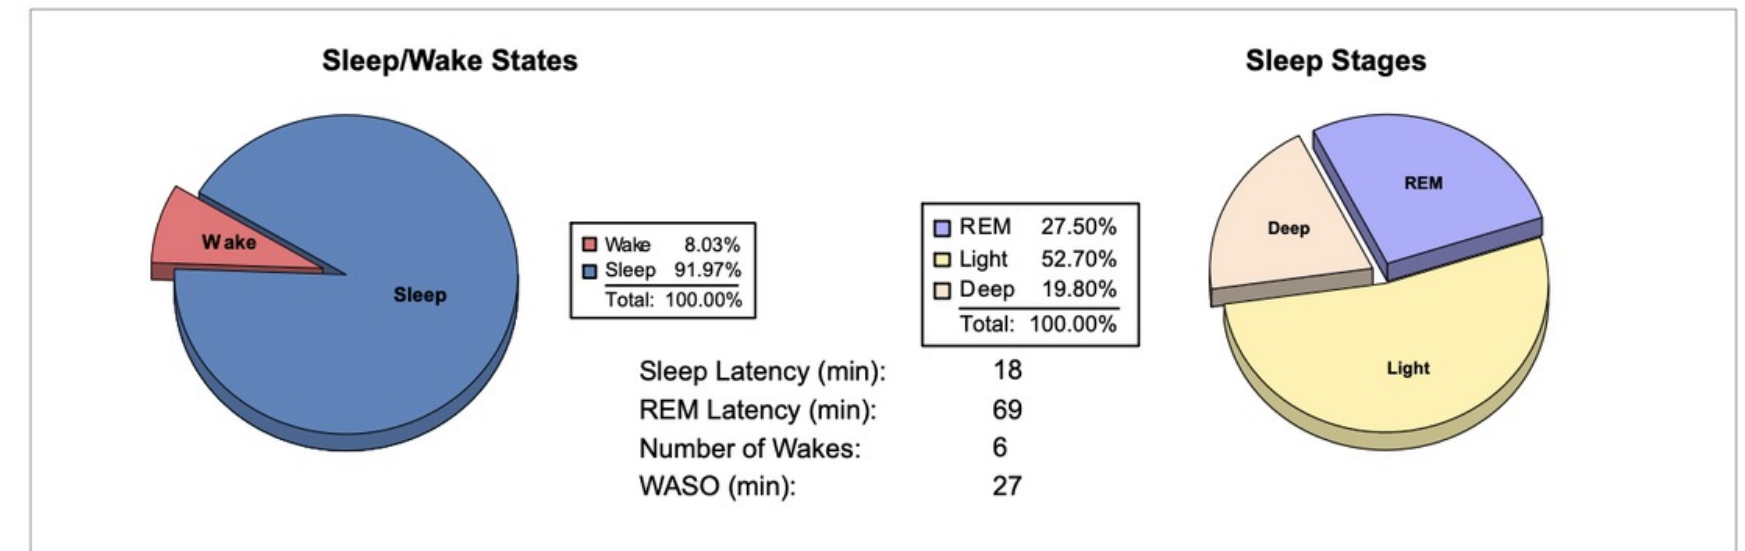 Sleep/Wake States
Wake
Sleep
Wake 8.03%
Sleep 91.97%
Total: 100.00%
Sleep Stages
REM
Deep
Light
REM 27.50%
Light 52.70%
Deep 19.80%
Total: 100.00%
Sleep Latency (min): 18
REM Latency (min): 69
Number of Wakes: 6
WASO (min): 27